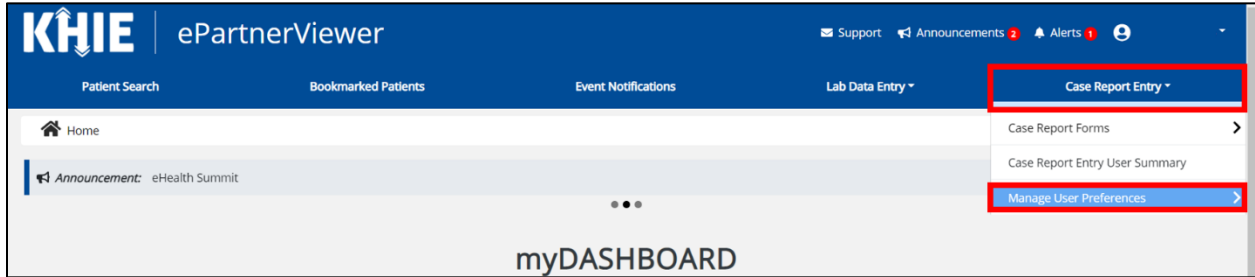 KHIE ePartnerViewer
Support Announcements 2 Alerts 1
Patient Search Bookmarked Patients Event Notifications Lab Data Entry Case Report Entry
Home
Case Report Forms
Case Report Entry User Summary
Announcement: eHealth Summit
Manage User Preferences
myDASHBOARD